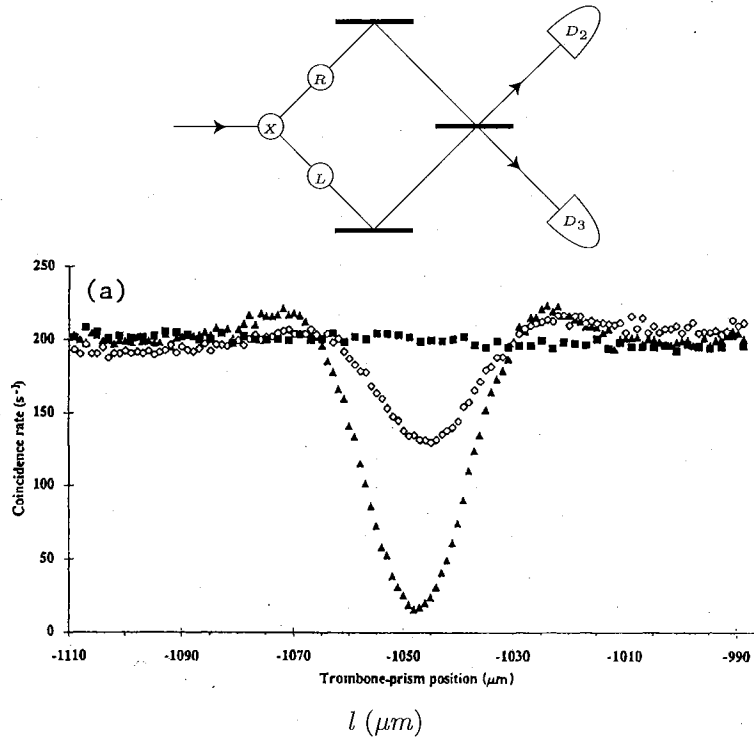 D2
R
X
L
D3
(a)
250
200
150
100
50
0
Coincidence rate (s⁻¹)
-1110 -1090 -1070 -1050 -1030 -1010 -990
Trombone-prism position (μm)
l (μm)